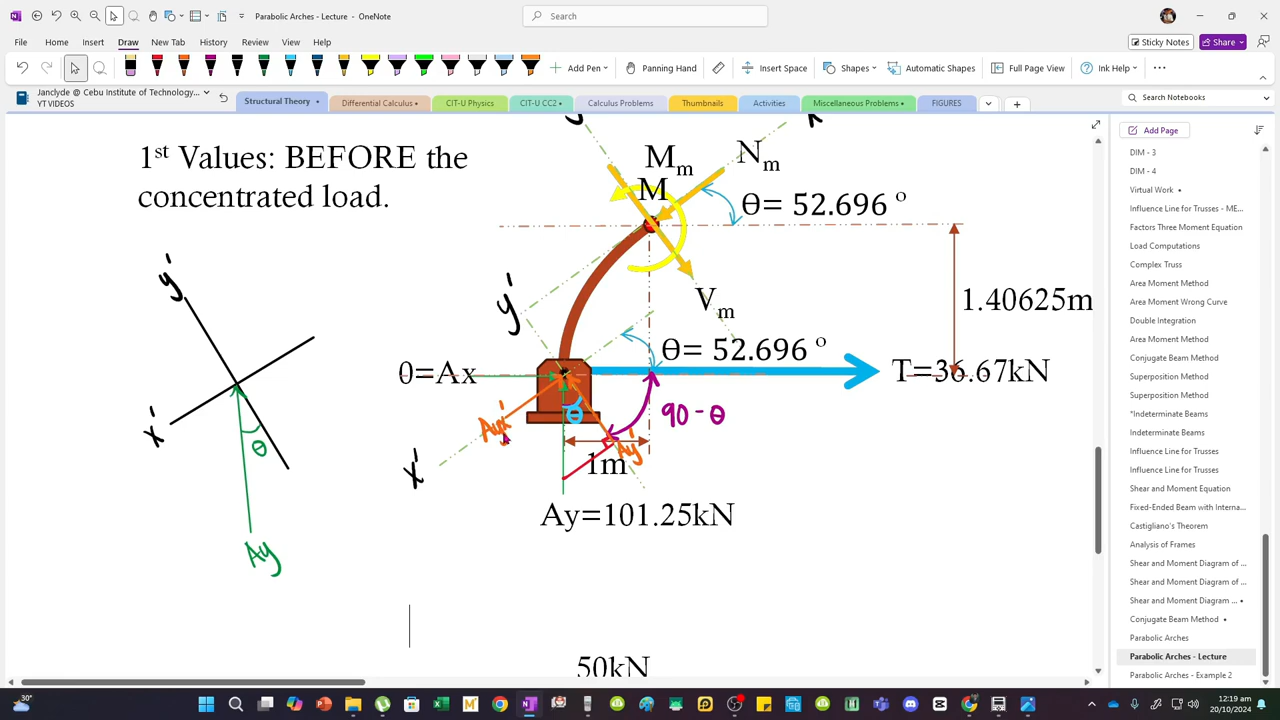 Parabolic Arches - Lecture - OneNote
Search
File Home Insert Draw New Tab History Review View Help
Sticky Notes Share
Add Pen Panning Hand Insert Space Shapes Automatic Shapes Full Page View Ink Help
Janclyde @ Cebu Institute of Technology...
YT VIDEOS
Structural Theory Differential Calculus CIT-U Physics CIT-U CC2 Calculus Problems Thumbnails Activities Miscellaneous Problems FIGURES
Search Notebooks
Add Page
DIM - 3
DIM - 4
Virtual Work
Influence Line for Trusses - ME...
Factors Three Moment Equation
Load Computations
Complex Truss
Area Moment Method
Area Moment Wrong Curve
Double Integration
Area Moment Method
Conjugate Beam Method
Superposition Method
Superposition Method
*Indeterminate Beams
Indeterminate Beams
Influence Line for Trusses
Influence Line for Trusses
Shear and Moment Equation
Fixed-Ended Beam with Interna...
Castigliano's Theorem
Analysis of Frames
Shear and Moment Diagram of ...
Shear and Moment Diagram of ...
Shear and Moment Diagram ...
Conjugate Beam Method
Parabolic Arches
Parabolic Arches - Lecture
Parabolic Arches - Example 2
1st Values: BEFORE the
concentrated load.
Mm
Nm
M
θ= 52.696 o
y'
y'
Vm
1.40625m
θ= 52.696 o
0=Ax
T=36.67kN
θ
90 - θ
x'
θ
Ayx'
Ay'
x'
1m
Ay=101.25kN
Ay
50kN
30°
12:19 am
20/10/2024